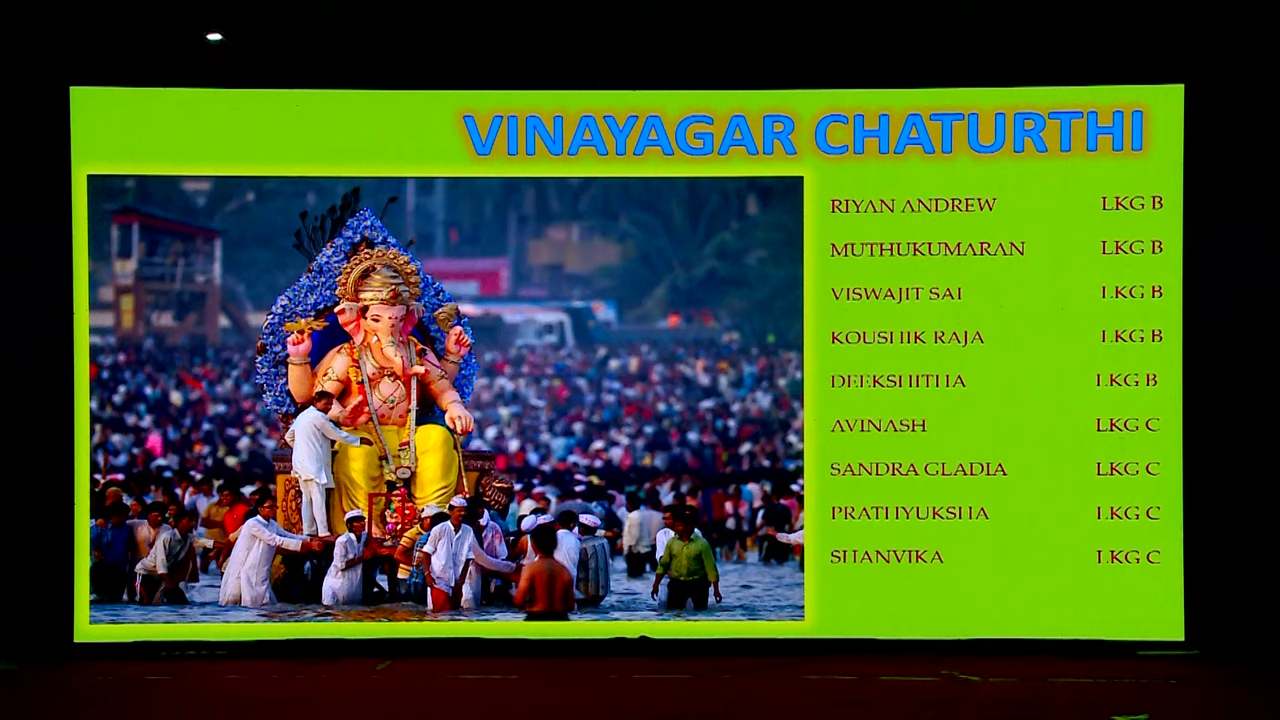 VINAYAGAR CHATURTHI
RIYAN ANDREW LKG B
MUTHUKUMARAN LKG B
VISWAJIT SAI LKG B
KOUSHIK RAJA LKG B
DEEKSHITHA LKG B
AVINASH LKG C
SANDRA GLADIA LKG C
PRATHYUKSHA LKG C
SHANVIKA LKG C